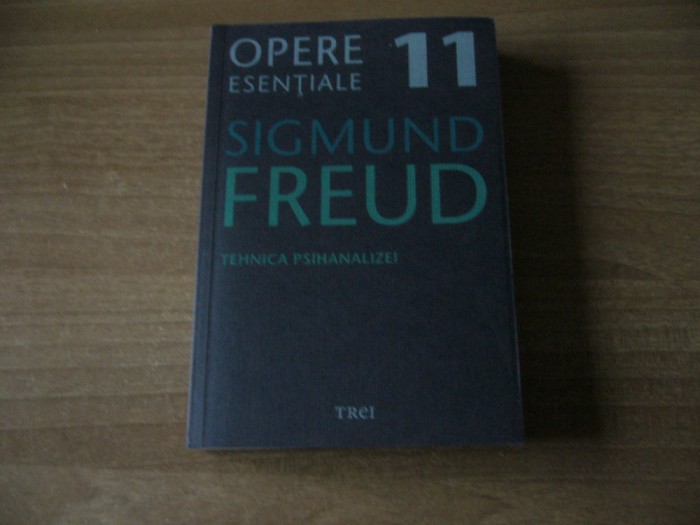 OPERE 11
ESENȚIALE
SIGMUND
FREUD
TEHNICA PSIHANALIZEI
TREI